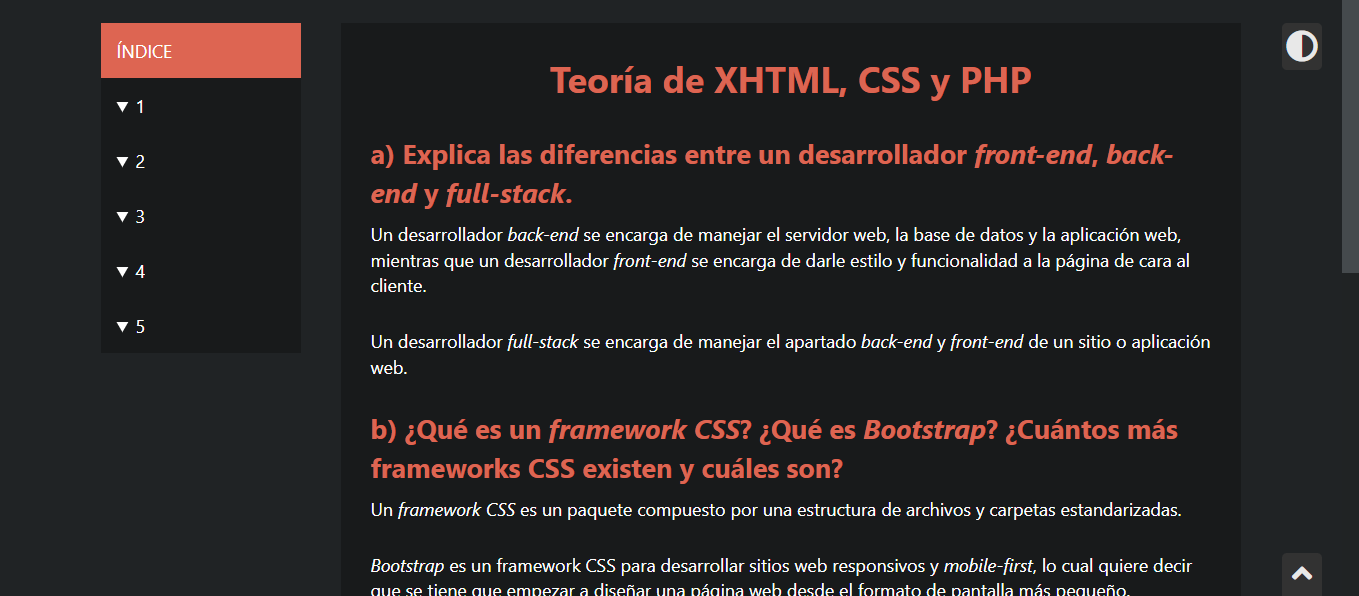 ÍNDICE
▼ 1
▼ 2
▼ 3
▼ 4
▼ 5
Teoría de XHTML, CSS y PHP
a) Explica las diferencias entre un desarrollador front-end, back-
end y full-stack.
Un desarrollador back-end se encarga de manejar el servidor web, la base de datos y la aplicación web,
mientras que un desarrollador front-end se encarga de darle estilo y funcionalidad a la página de cara al
cliente.
Un desarrollador full-stack se encarga de manejar el apartado back-end y front-end de un sitio o aplicación
web.
b) ¿Qué es un framework CSS? ¿Qué es Bootstrap? ¿Cuántos más
frameworks CSS existen y cuáles son?
Un framework CSS es un paquete compuesto por una estructura de archivos y carpetas estandarizadas.
Bootstrap es un framework CSS para desarrollar sitios web responsivos y mobile-first, lo cual quiere decir
que se tiene que empezar a diseñar una página web desde el formato de pantalla más pequeño.